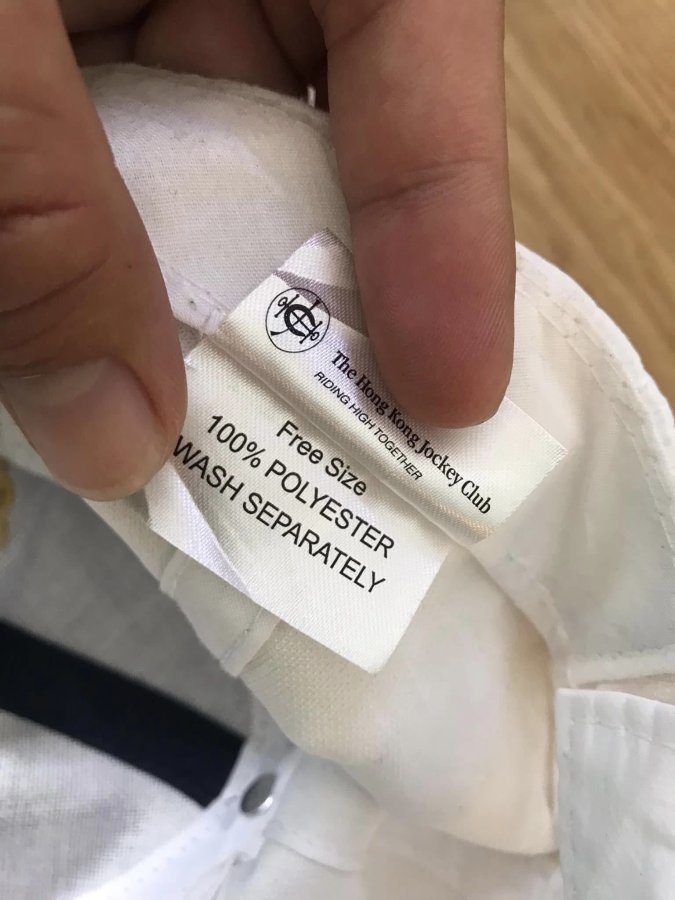 The Hong Kong Jockey Club
RIDING HIGH TOGETHER
Free Size
100% POLYESTER
WASH SEPARATELY